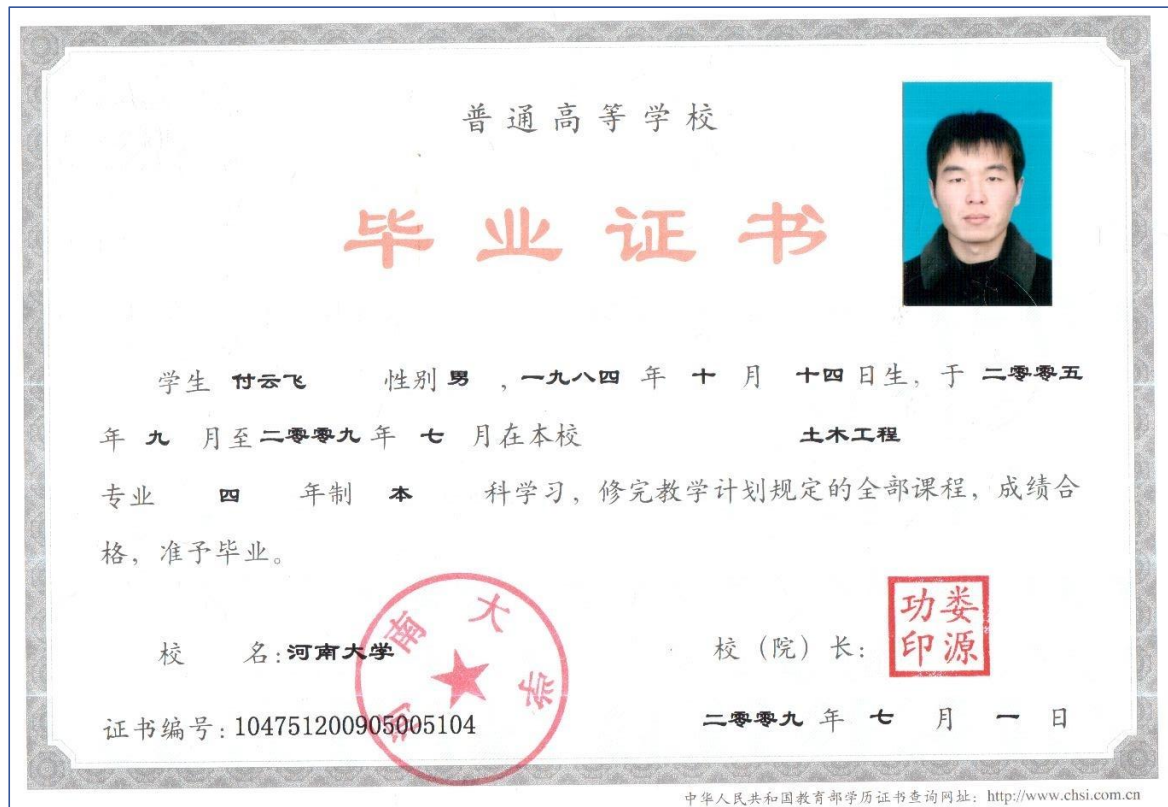 普通高等学校
毕业证书
学生 付云飞 性别 男 ，一九八四 年 十 月 十四 日生，于 二零零五
年 九 月至 二零零九 年 七 月在本校 土木工程
专业 四 年制 本 科学习，修完教学计划规定的全部课程，成绩合
格，准予毕业。
河南大学
娄源功印
校 名：河南大学 校（院）长：
证书编号：104751200905005104 二零零九 年 七 月 一 日
中华人民共和国教育部学历证书查询网址：http://www.chsi.com.cn